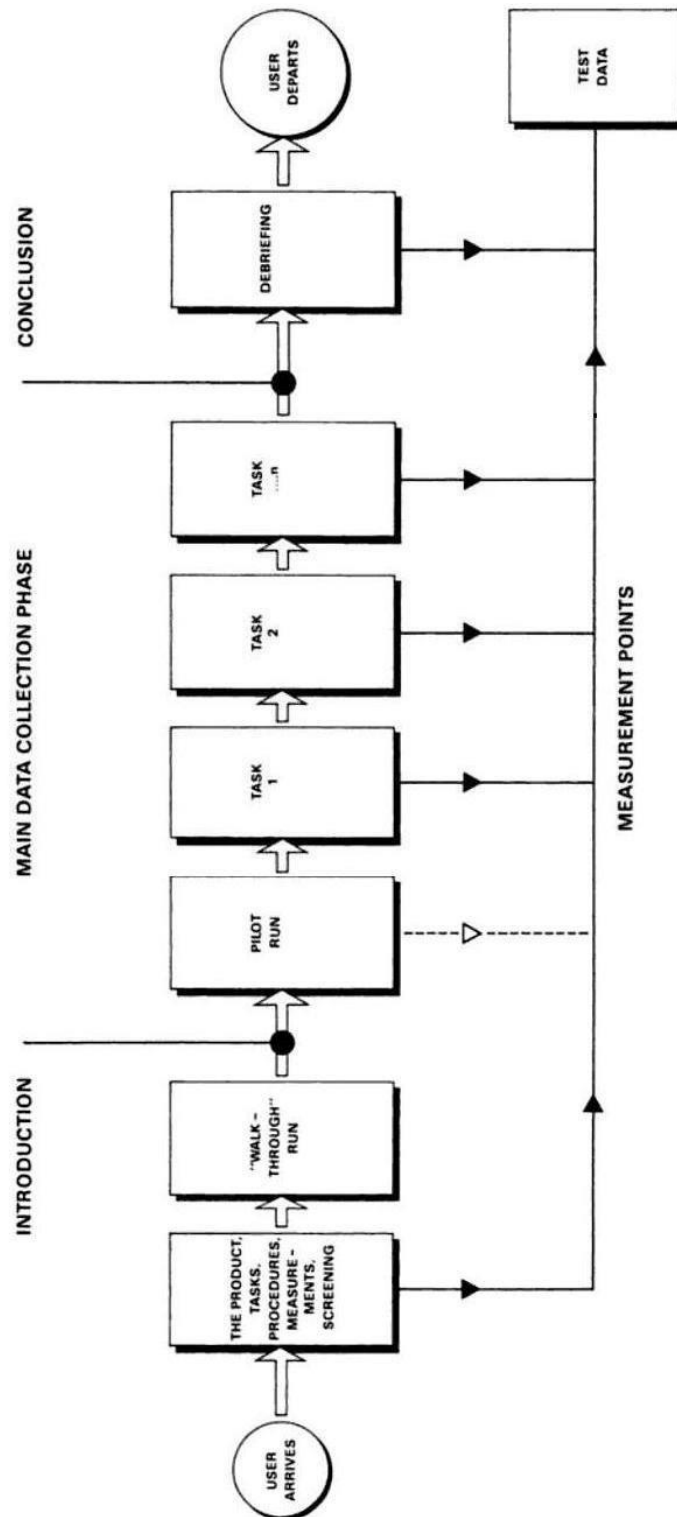 INTRODUCTION
MAIN DATA COLLECTION PHASE
CONCLUSION
USER
ARRIVES
THE PRODUCT,
TASKS,
PROCEDURES,
MEASURE -
MENTS,
SCREENING
"WALK -
THROUGH"
RUN
PILOT
RUN
TASK
1
TASK
2
TASK
....n
DEBRIEFING
USER
DEPARTS
MEASUREMENT POINTS
TEST
DATA